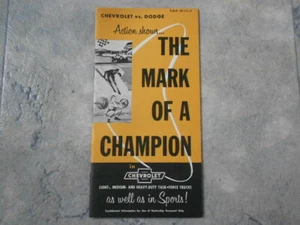 CHEVROLET vs. DODGE
Action shows...
THE
MARK
OF A
CHAMPION
in
CHEVROLET
LIGHT-, MEDIUM- AND HEAVY-DUTY TASK•FORCE TRUCKS
as well as in Sports!